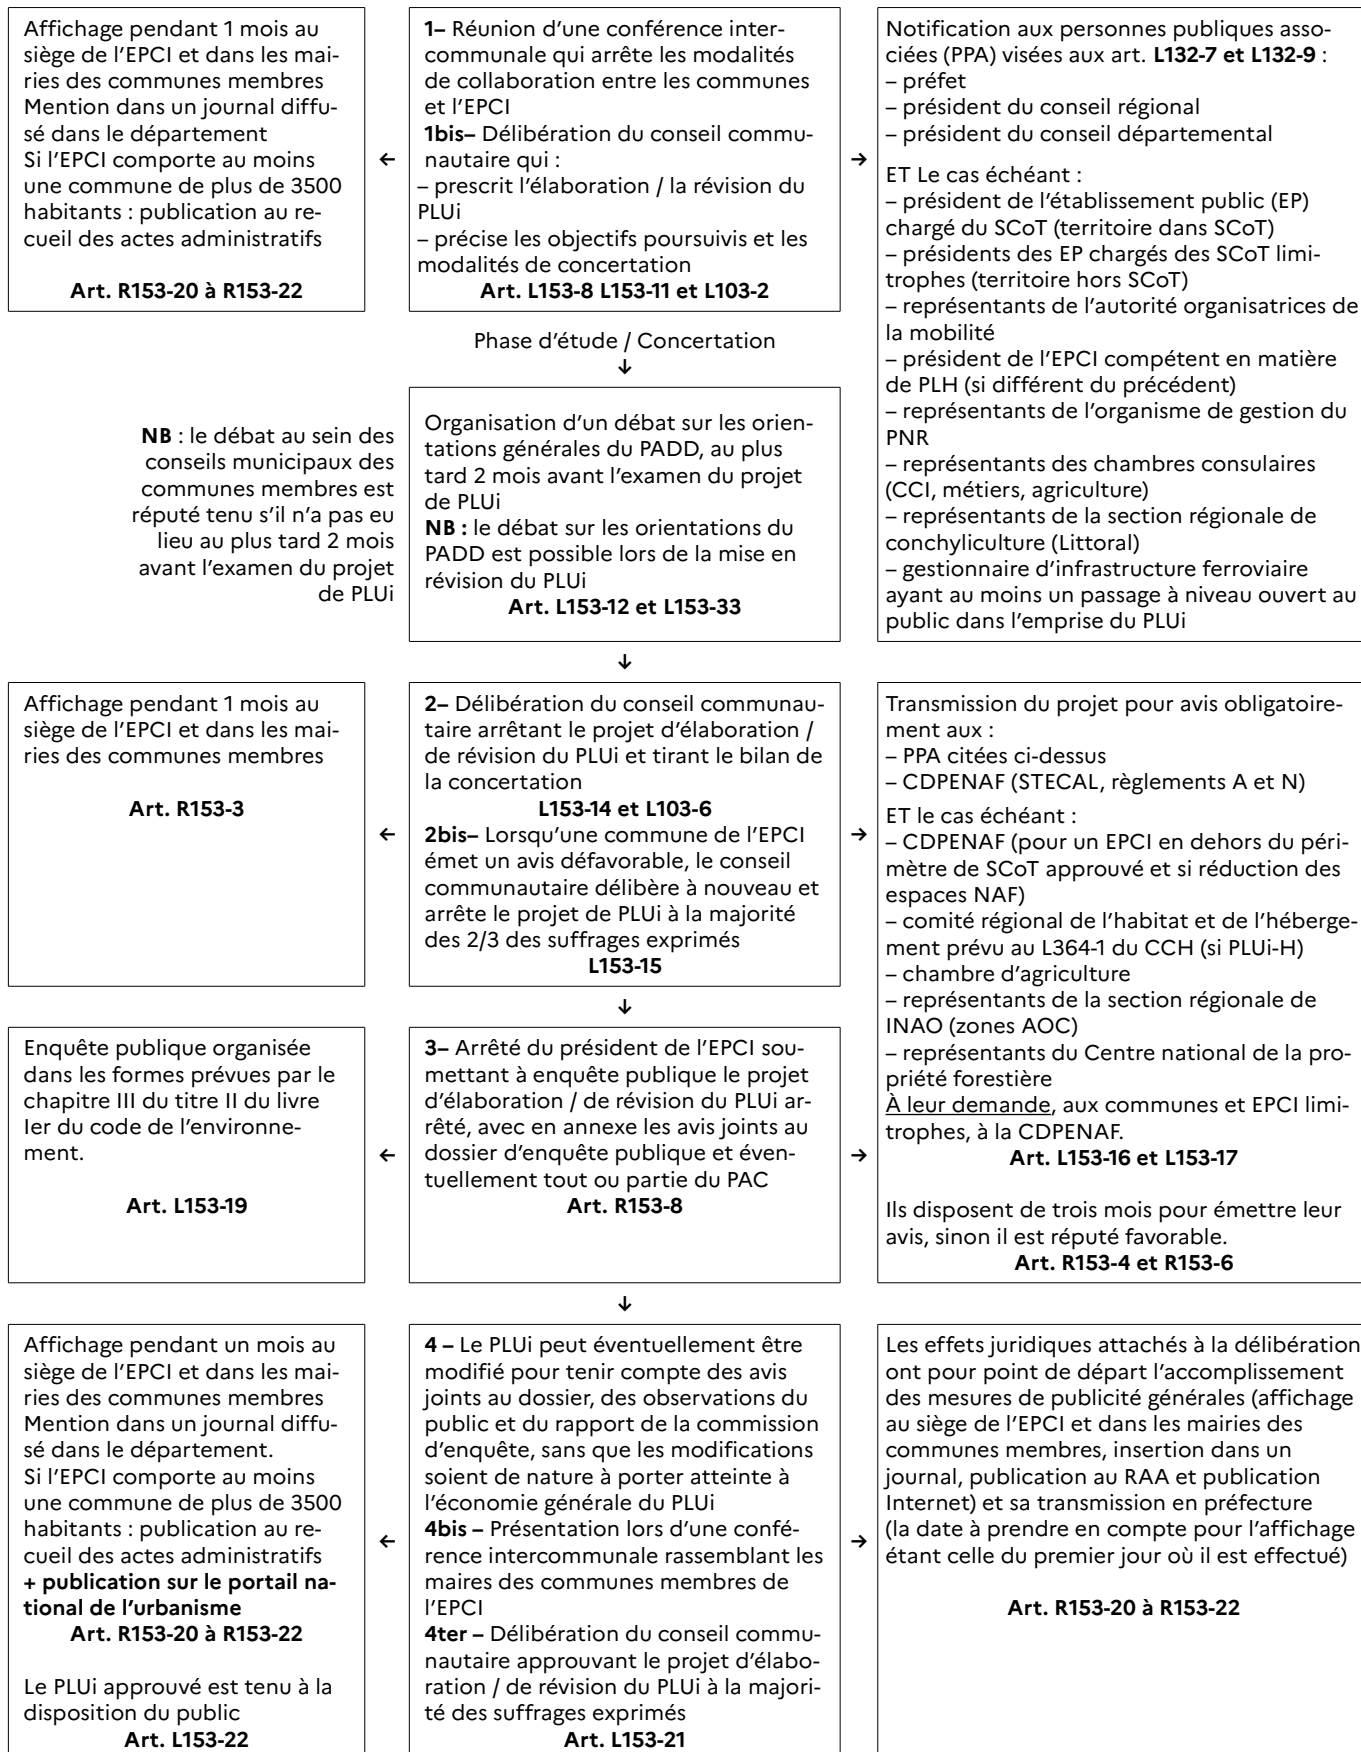 Affichage pendant 1 mois au
siège de l'EPCI et dans les mai-
ries des communes membres
Mention dans un journal diffu-
sé dans le département
Si l'EPCI comporte au moins
une commune de plus de 3500
habitants : publication au re-
cueil des actes administratifs
Art. R153-20 à R153-22
←
1– Réunion d'une conférence inter-
communale qui arrête les modalités
de collaboration entre les communes
et l'EPCI
1bis– Délibération du conseil commu-
nautaire qui :
– prescrit l'élaboration / la révision du
PLUi
– précise les objectifs poursuivis et les
modalités de concertation
Art. L153-8 L153-11 et L103-2
→
Notification aux personnes publiques asso-
ciées (PPA) visées aux art. L132-7 et L132-9 :
– préfet
– président du conseil régional
– président du conseil départemental
ET Le cas échéant :
– président de l'établissement public (EP)
chargé du SCoT (territoire dans SCoT)
– présidents des EP chargés des SCoT limi-
trophes (territoire hors SCoT)
– représentants de l'autorité organisatrices de
la mobilité
– président de l'EPCI compétent en matière
de PLH (si différent du précédent)
– représentants de l'organisme de gestion du
PNR
– représentants des chambres consulaires
(CCI, métiers, agriculture)
– représentants de la section régionale de
conchyliculture (Littoral)
– gestionnaire d'infrastructure ferroviaire
ayant au moins un passage à niveau ouvert au
public dans l'emprise du PLUi
Phase d'étude / Concertation
↓
NB : le débat au sein des
conseils municipaux des
communes membres est
réputé tenu s'il n'a pas eu
lieu au plus tard 2 mois
avant l'examen du projet
de PLUi
Organisation d'un débat sur les orien-
tations générales du PADD, au plus
tard 2 mois avant l'examen du projet
de PLUi
NB : le débat sur les orientations du
PADD est possible lors de la mise en
révision du PLUi
Art. L153-12 et L153-33
↓
Affichage pendant 1 mois au
siège de l'EPCI et dans les mai-
ries des communes membres
Art. R153-3
←
2– Délibération du conseil communau-
taire arrêtant le projet d'élaboration /
de révision du PLUi et tirant le bilan de
la concertation
L153-14 et L103-6
2bis– Lorsqu'une commune de l'EPCI
émet un avis défavorable, le conseil
communautaire délibère à nouveau et
arrête le projet de PLUi à la majorité
des 2/3 des suffrages exprimés
L153-15
→
Transmission du projet pour avis obligatoire-
ment aux :
– PPA citées ci-dessus
– CDPENAF (STECAL, règlements A et N)
ET le cas échéant :
– CDPENAF (pour un EPCI en dehors du péri-
mètre de SCoT approuvé et si réduction des
espaces NAF)
– comité régional de l'habitat et de l'héberge-
ment prévu au L364-1 du CCH (si PLUi-H)
– chambre d'agriculture
– représentants de la section régionale de
INAO (zones AOC)
– représentants du Centre national de la pro-
priété forestière
À leur demande, aux communes et EPCI limi-
trophes, à la CDPENAF.
Art. L153-16 et L153-17
Ils disposent de trois mois pour émettre leur
avis, sinon il est réputé favorable.
Art. R153-4 et R153-6
↓
Enquête publique organisée
dans les formes prévues par le
chapitre III du titre II du livre
Ier du code de l'environne-
ment.
Art. L153-19
←
3– Arrêté du président de l'EPCI sou-
mettant à enquête publique le projet
d'élaboration / de révision du PLUi ar-
rêté, avec en annexe les avis joints au
dossier d'enquête publique et éven-
tuellement tout ou partie du PAC
Art. R153-8
→
↓
Affichage pendant un mois au
siège de l'EPCI et dans les mai-
ries des communes membres
Mention dans un journal diffu-
sé dans le département.
Si l'EPCI comporte au moins
une commune de plus de 3500
habitants : publication au re-
cueil des actes administratifs
+ publication sur le portail na-
tional de l'urbanisme
Art. R153-20 à R153-22
Le PLUi approuvé est tenu à la
disposition du public
Art. L153-22
←
4 – Le PLUi peut éventuellement être
modifié pour tenir compte des avis
joints au dossier, des observations du
public et du rapport de la commission
d'enquête, sans que les modifications
soient de nature à porter atteinte à
l'économie générale du PLUi
4bis – Présentation lors d'une confé-
rence intercommunale rassemblant les
maires des communes membres de
l'EPCI
4ter – Délibération du conseil commu-
nautaire approuvant le projet d'élabo-
ration / de révision du PLUi à la majori-
té des suffrages exprimés
Art. L153-21
→
Les effets juridiques attachés à la délibération
ont pour point de départ l'accomplissement
des mesures de publicité générales (affichage
au siège de l'EPCI et dans les mairies des
communes membres, insertion dans un
journal, publication au RAA et publication
Internet) et sa transmission en préfecture
(la date à prendre en compte pour l'affichage
étant celle du premier jour où il est effectué)
Art. R153-20 à R153-22